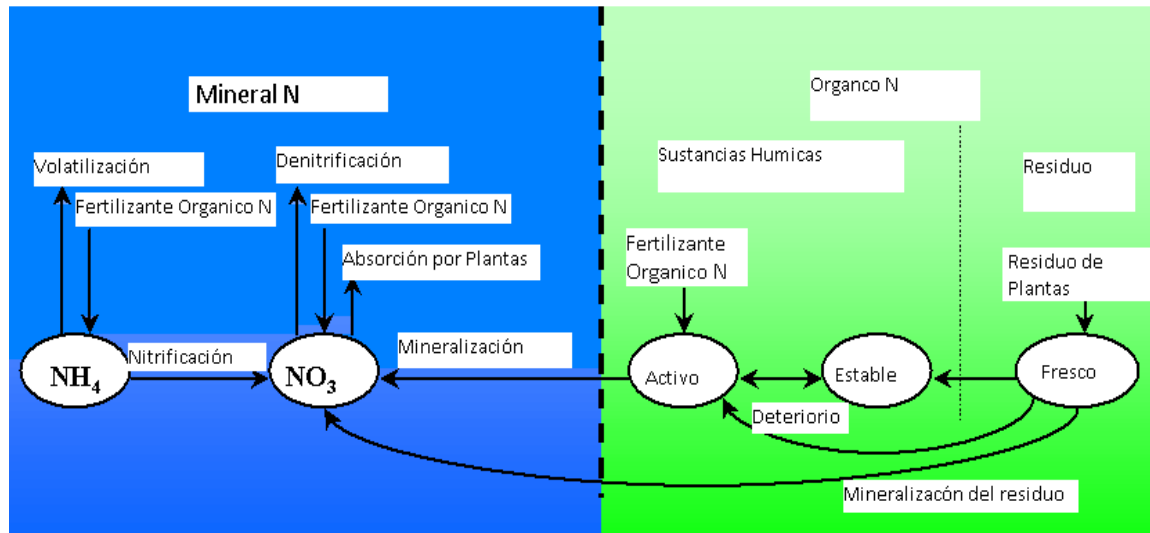 Mineral N
Organco N
Volatilización
Denitrificación
Sustancias Humicas
Residuo
Fertilizante Organico N
Fertilizante Organico N
Absorción por Plantas
Fertilizante
Organico N
Residuo de
Plantas
Nitrificación
Mineralización
NH4
NO3
Activo
Estable
Fresco
Deterioro
Mineralizacón del residuo